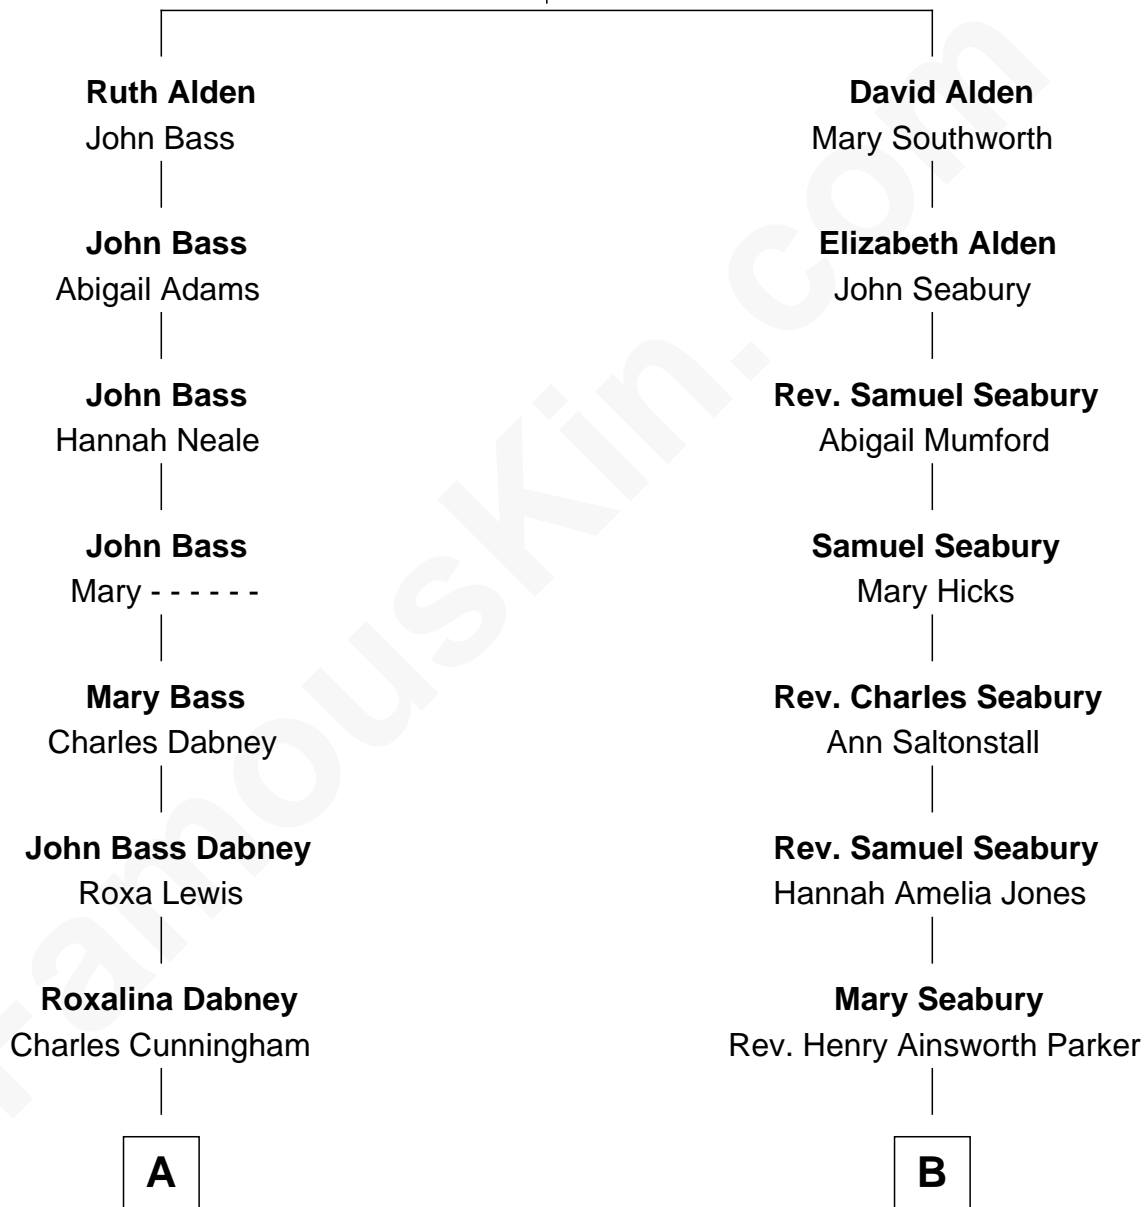 Ruth Alden
John Bass
David Alden
Mary Southworth
John Bass
Abigail Adams
Elizabeth Alden
John Seabury
John Bass
Hannah Neale
Rev. Samuel Seabury
Abigail Mumford
John Bass
Mary - - - - - -
Samuel Seabury
Mary Hicks
Mary Bass
Charles Dabney
Rev. Charles Seabury
Ann Saltonstall
John Bass Dabney
Roxa Lewis
Rev. Samuel Seabury
Hannah Amelia Jones
Roxalina Dabney
Charles Cunningham
Mary Seabury
Rev. Henry Ainsworth Parker
A
B
FamousKin.com